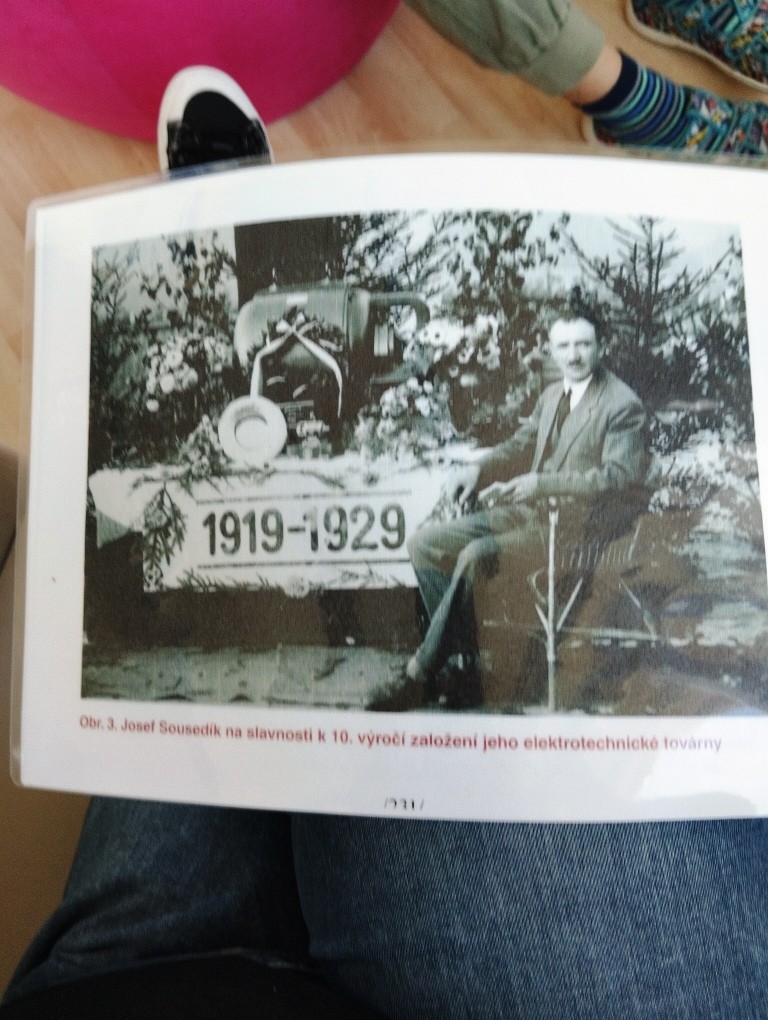 1919-1929
Obr. 3. Josef Sousedík na slavnosti k 10. výročí založení jeho elektrotechnické továrny